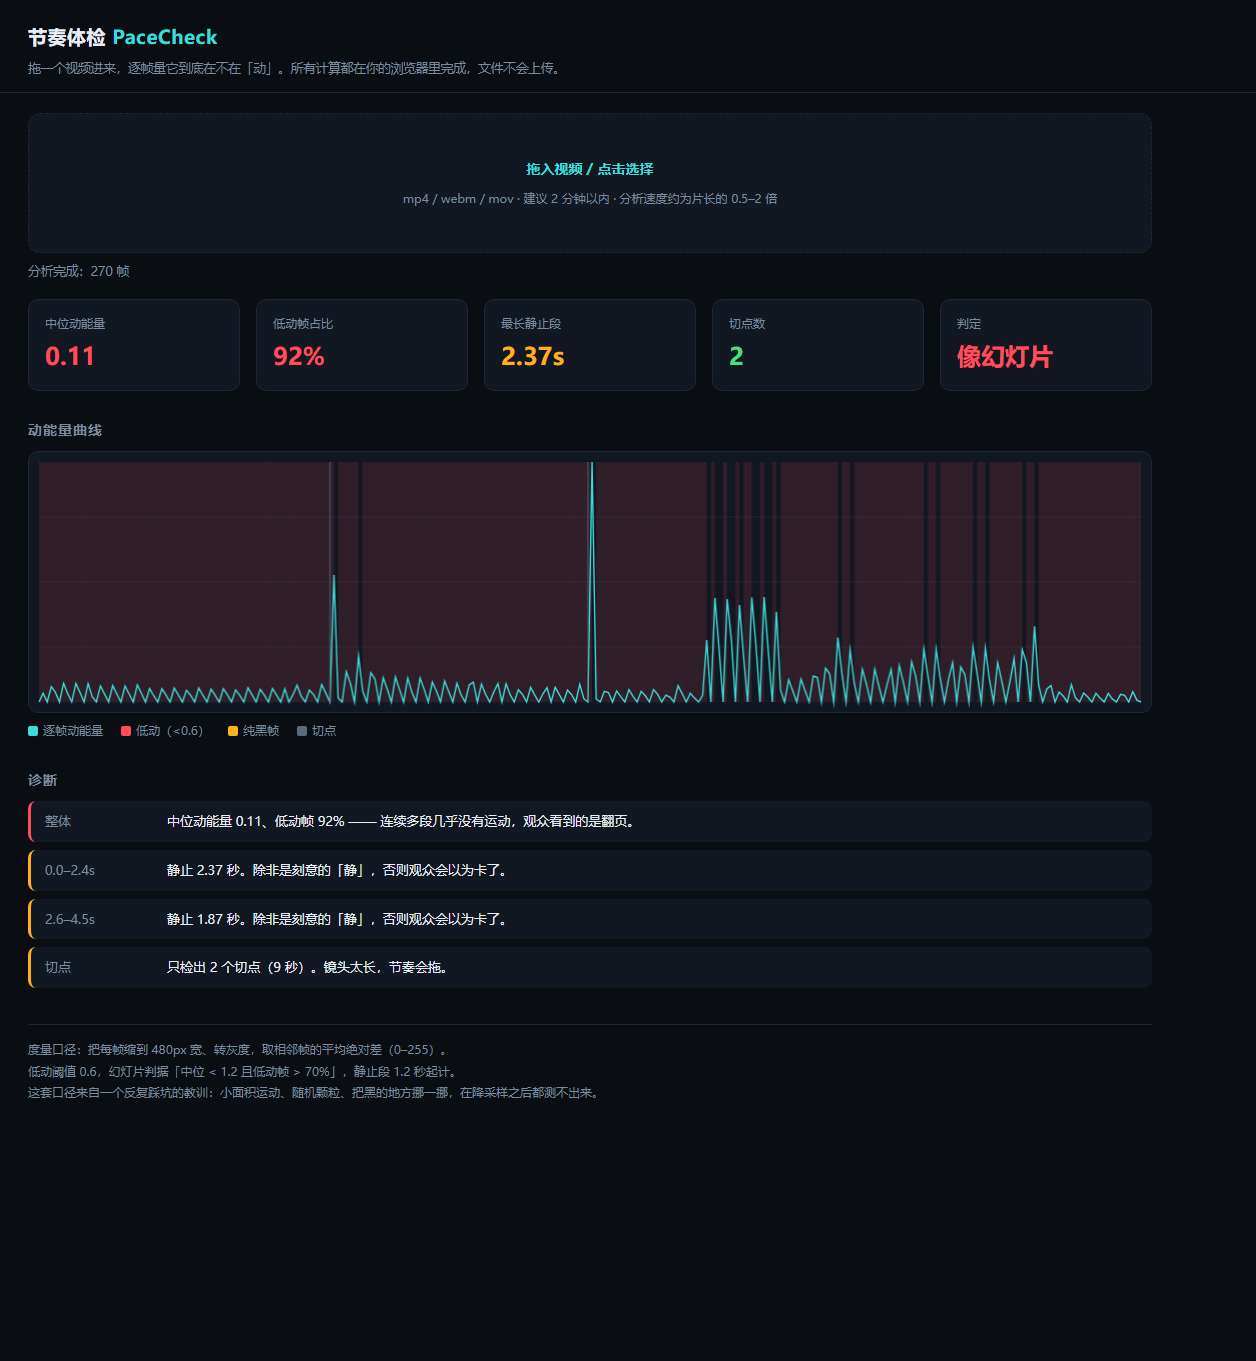 节奏体检 PaceCheck
拖一个视频进来，逐帧量它到底在不在「动」。所有计算都在你的浏览器里完成，文件不会上传。
拖入视频 / 点击选择
mp4 / webm / mov · 建议 2 分钟以内 · 分析速度约为片长的 0.5–2 倍
分析完成：270 帧
中位动能量
0.11
低动帧占比
92%
最长静止段
2.37s
切点数
2
判定
像幻灯片
动能量曲线
逐帧动能量 低动（<0.6） 纯黑帧 切点
诊断
整体 中位动能量 0.11、低动帧 92% —— 连续多段几乎没有运动，观众看到的是翻页。
0.0–2.4s 静止 2.37 秒。除非是刻意的「静」，否则观众会以为卡了。
2.6–4.5s 静止 1.87 秒。除非是刻意的「静」，否则观众会以为卡了。
切点 只检出 2 个切点（9 秒）。镜头太长，节奏会拖。
度量口径：把每帧缩到 480px 宽、转灰度，取相邻帧的平均绝对差（0–255）。
低动阈值 0.6，幻灯片判据「中位 < 1.2 且低动帧 > 70%」，静止段 1.2 秒起计。
这套口径来自一个反复踩坑的教训：小面积运动、随机颗粒、把黑的地方挪一挪，在降采样之后都测不出来。